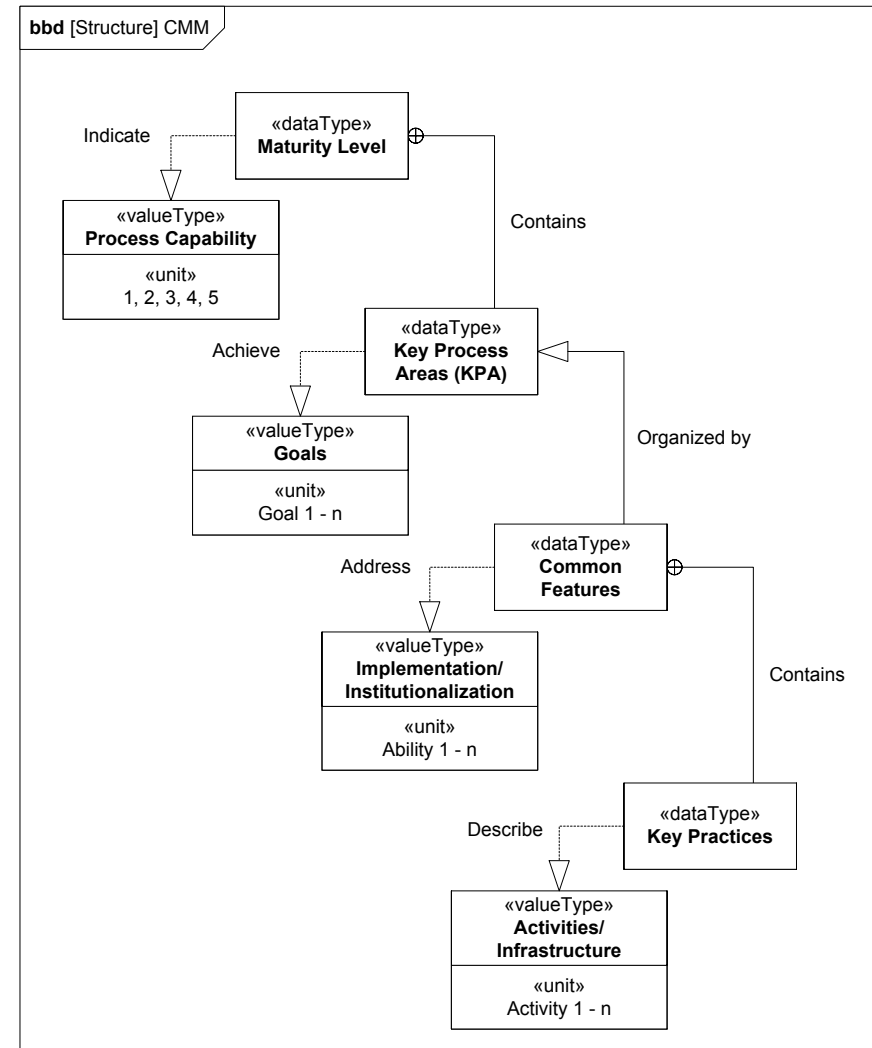 bbd [Structure] CMM
«dataType»
Maturity Level
Indicate
«valueType»
Process Capability
«unit»
1, 2, 3, 4, 5
Contains
«dataType»
Key Process
Areas (KPA)
Achieve
«valueType»
Goals
«unit»
Goal 1 - n
Organized by
«dataType»
Common
Features
Address
«valueType»
Implementation/
Institutionalization
«unit»
Ability 1 - n
Contains
«dataType»
Key Practices
Describe
«valueType»
Activities/
Infrastructure
«unit»
Activity 1 - n